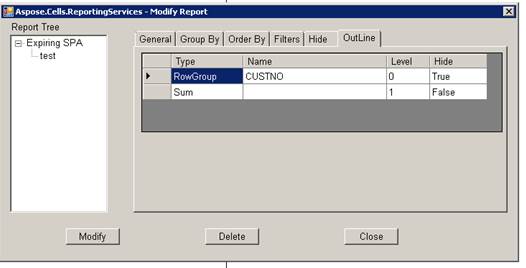 Aspose.Cells.ReportingServices - Modify Report
Report Tree
Expiring SPA
test
General Group By Order By Filters Hide OutLine
Type Name Level Hide
RowGroup CUSTNO 0 True
Sum 1 False
Modify Delete Close